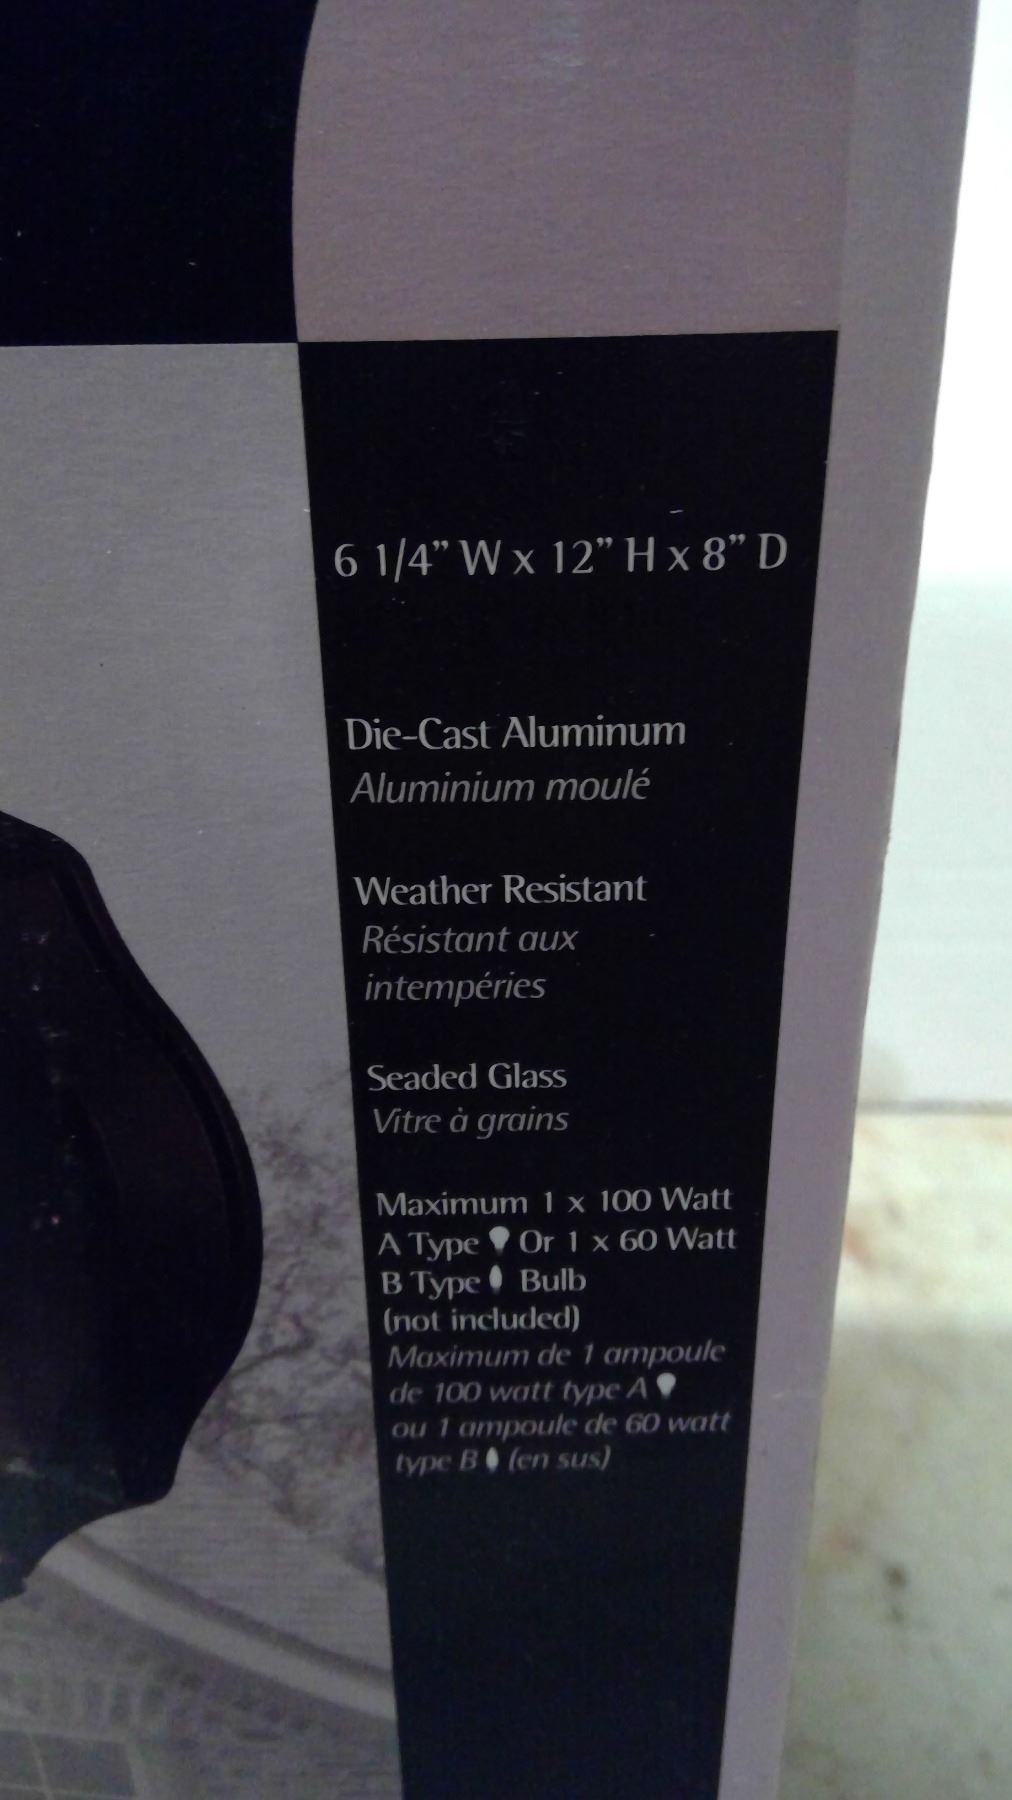 6 1/4” W x 12” H x 8” D
Die-Cast Aluminum
Aluminium moulé
Weather Resistant
Résistant aux
intempéries
Seaded Glass
Vitre à grains
Maximum 1 x 100 Watt
A Type Or 1 x 60 Watt
B Type Bulb
(not included)
Maximum de 1 ampoule
de 100 watt type A
ou 1 ampoule de 60 watt
type B (en sus)